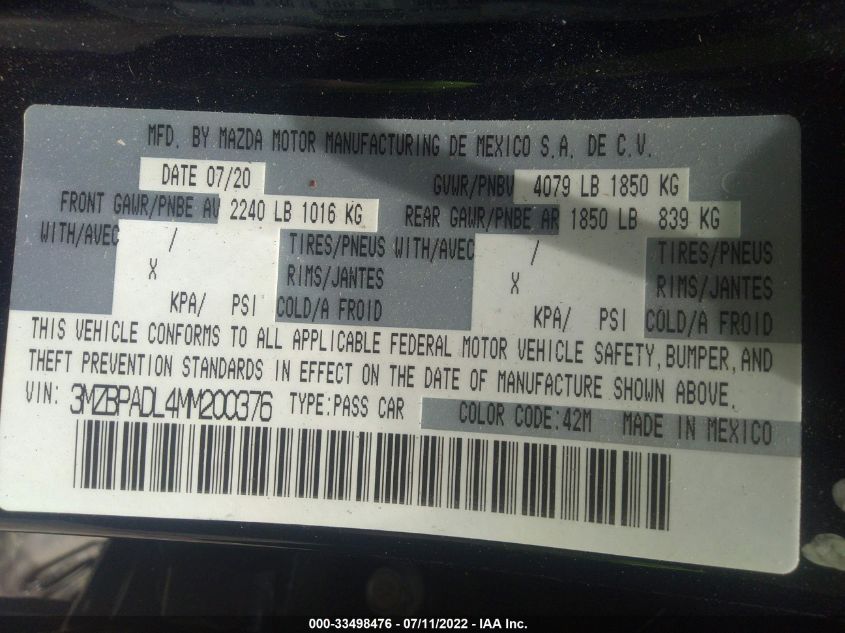 MFD. BY MAZDA MOTOR MANUFACTURING DE MEXICO S.A. DE C.V.
DATE 07/20 GVWR/PNBV 4079 LB 1850 KG
FRONT GAWR/PNBE AV 2240 LB 1016 KG REAR GAWR/PNBE AR 1850 LB 839 KG
WITH/AVEC / TIRES/PNEUS WITH/AVEC / TIRES/PNEUS
X RIMS/JANTES X RIMS/JANTES
KPA/ PSI COLD/A FROID KPA/ PSI COLD/A FROID
THIS VEHICLE CONFORMS TO ALL APPLICABLE FEDERAL MOTOR VEHICLE SAFETY, BUMPER, AND
THEFT PREVENTION STANDARDS IN EFFECT ON THE DATE OF MANUFACTURE SHOWN ABOVE.
VIN: 3MZBPADL4MM200376 TYPE:PASS CAR COLOR CODE:42M MADE IN MEXICO
000-33498476 - 07/11/2022 - IAA Inc.